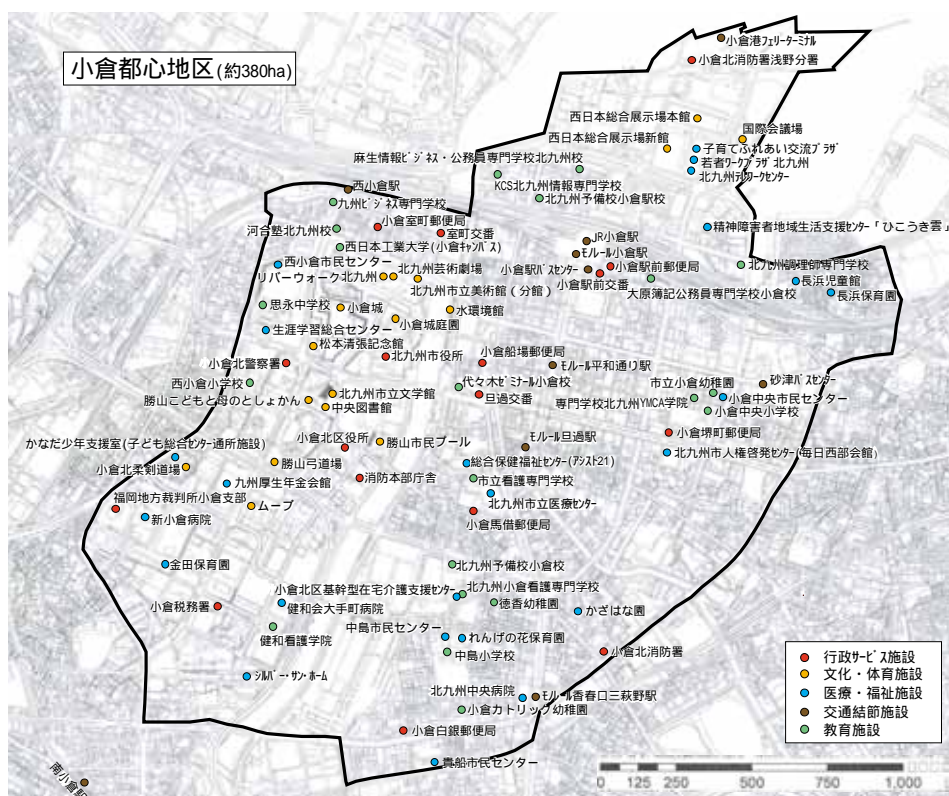 小倉都心地区(約380ha)
小倉港フェリーターミナル
小倉北消防署浅野分署
西日本総合展示場本館
国際会議場
西日本総合展示場新館
子育てふれあい交流プラザ
若者ワークプラザ北九州
北九州テレワークセンター
麻生情報ビジネス・公務員専門学校北九州校
KCS北九州情報専門学校
北九州予備校小倉駅校
西小倉駅
九州ビジネス専門学校
小倉室町郵便局
河合塾北九州校
室町交番
西日本工業大学(小倉キャンパス)
精神障害者地域生活支援センター「ひこうき雲」
JR小倉駅
モノレール小倉駅
小倉駅バスセンター
小倉駅前郵便局
小倉駅前交番
北九州調理師専門学校
大原簿記公務員専門学校小倉校
長浜児童館
長浜保育園
西小倉市民センター
リバーウォーク北九州
北九州芸術劇場
北九州市立美術館(分館)
思永中学校
小倉城
水環境館
小倉城庭園
生涯学習総合センター
松本清張記念館
北九州市役所
小倉船場郵便局
モノレール平和通り駅
小倉北警察署
西小倉小学校
代々木ゼミナール小倉校
砂津バスセンター
市立小倉幼稚園
北九州市立文学館
勝山こどもと母のとしょかん
中央図書館
旦過交番
専門学校北九州YMCA学院
小倉中央市民センター
小倉中央小学校
小倉堺町郵便局
かなだ少年支援室(子ども総合センター通所施設)
小倉北区役所
勝山市民プール
モノレール旦過駅
北九州市人権啓発センター(毎日西部会館)
小倉北柔剣道場
勝山弓道場
総合保健福祉センター(アシスト21)
九州厚生年金会館
消防本部庁舎
市立看護専門学校
福岡地方裁判所小倉支部
ムーブ
北九州市立医療センター
新小倉病院
小倉馬借郵便局
金田保育園
北九州予備校小倉校
小倉北区基幹型在宅介護支援センター
北九州小倉看護専門学校
小倉税務署
健和会大手町病院
徳香幼稚園
かざはな園
健和看護学院
中島市民センター
れんげの花保育園
中島小学校
小倉北消防署
シルバー・サン・ホーム
北九州中央病院
モノレール香春口三萩野駅
小倉カトリック幼稚園
小倉白銀郵便局
貴船市民センター
南小倉駅
行政サービス施設
文化・体育施設
医療・福祉施設
交通結節施設
教育施設
0 125 250 500 750 1,000